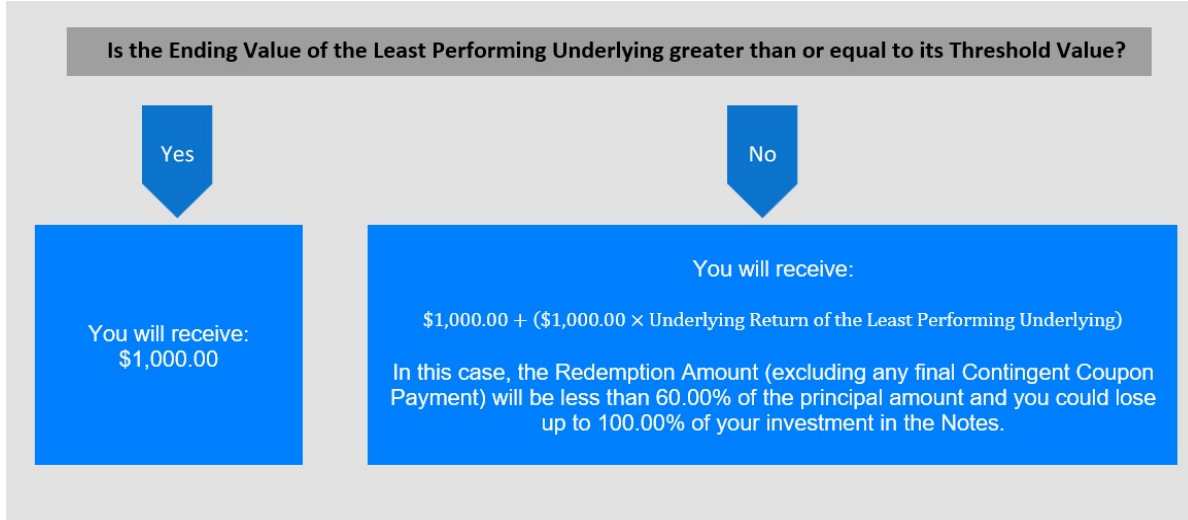 Is the Ending Value of the Least Performing Underlying greater than or equal to its Threshold Value?
Yes
No
You will receive:
$1,000.00
You will receive:
$1,000.00 + ($1,000.00 × Underlying Return of the Least Performing Underlying)
In this case, the Redemption Amount (excluding any final Contingent Coupon
Payment) will be less than 60.00% of the principal amount and you could lose
up to 100.00% of your investment in the Notes.